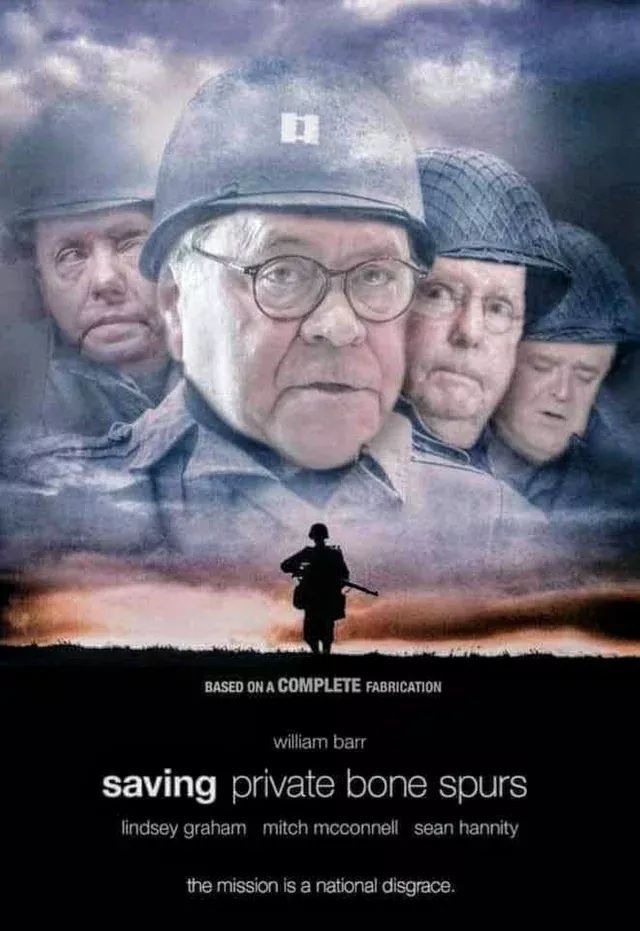 BASED ON A COMPLETE FABRICATION
william barr
saving private bone spurs
lindsey graham mitch mcconnell sean hannity
the mission is a national disgrace.